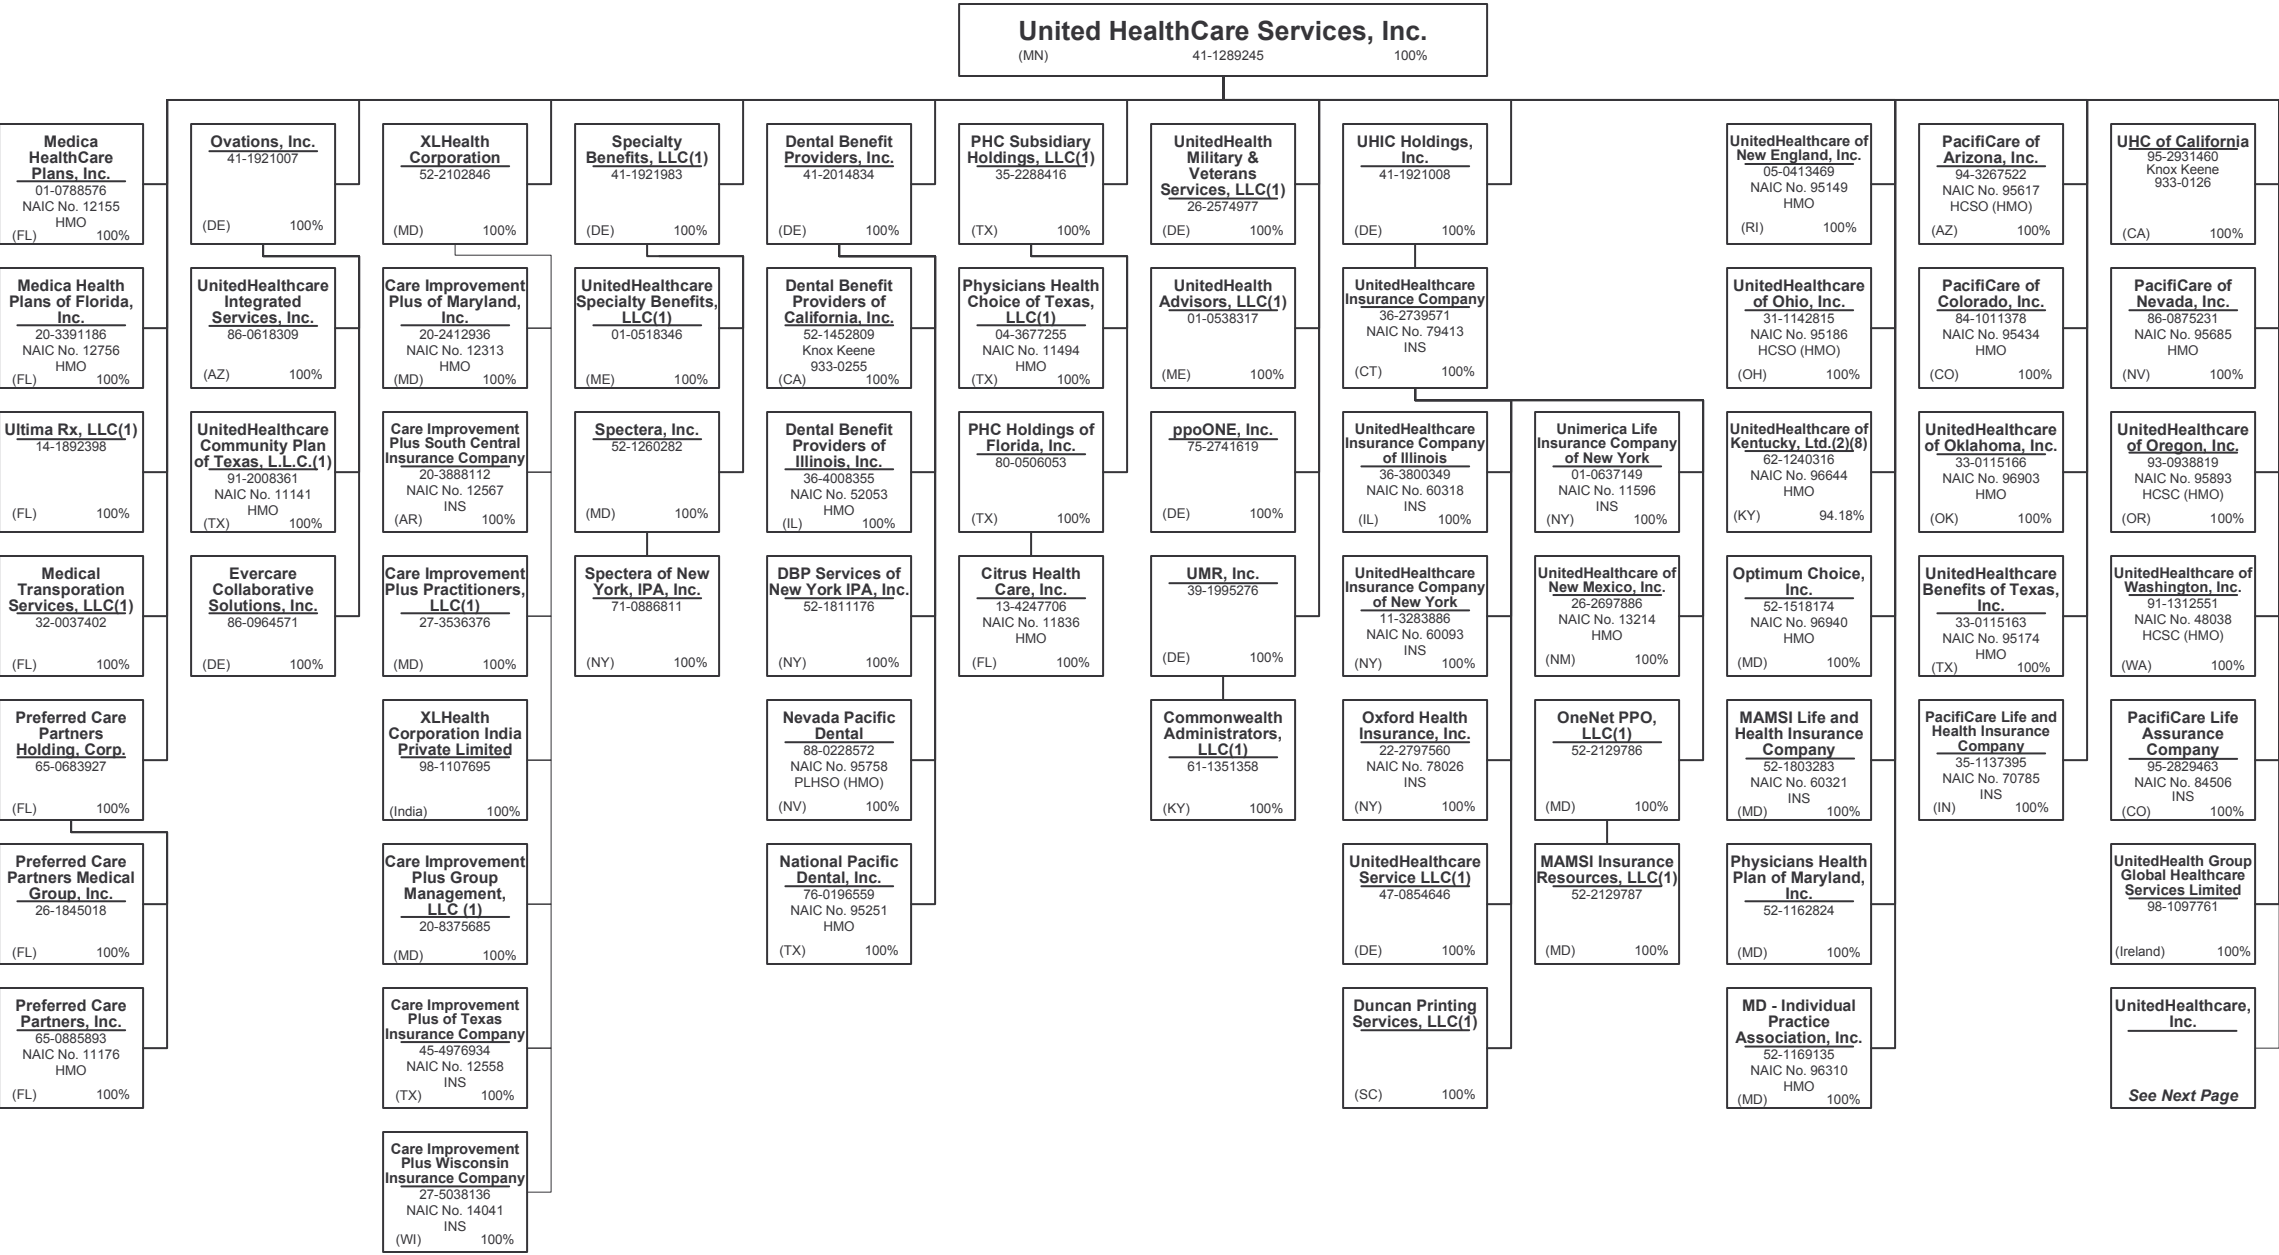 United HealthCare Services, Inc.
(MN) 41-1289245 100%
Medica
HealthCare
Plans, Inc.
01-0788576
NAIC No. 12155
HMO
(FL) 100%
Medica Health
Plans of Florida,
Inc.
20-3391186
NAIC No. 12756
HMO
(FL) 100%
Ultima Rx, LLC(1)
14-1892398
(FL) 100%
Medical
Transporation
Services, LLC(1)
32-0037402
(FL) 100%
Preferred Care
Partners
Holding, Corp.
65-0683927
(FL) 100%
Preferred Care
Partners Medical
Group, Inc.
26-1845018
(FL) 100%
Preferred Care
Partners, Inc.
65-0885893
NAIC No. 11176
HMO
(FL) 100%
Ovations, Inc.
41-1921007
(DE) 100%
UnitedHealthcare
Integrated
Services, Inc.
86-0618309
(AZ) 100%
UnitedHealthcare
Community Plan
of Texas, L.L.C.(1)
91-2008361
NAIC No. 11141
HMO
(TX) 100%
Evercare
Collaborative
Solutions, Inc.
86-0964571
(DE) 100%
XLHealth
Corporation
52-2102846
(MD) 100%
Care Improvement
Plus of Maryland,
Inc.
20-2412936
NAIC No. 12313
HMO
(MD) 100%
Care Improvement
Plus South Central
Insurance Company
20-3888112
NAIC No. 12567
INS
(AR) 100%
Care Improvement
Plus Practitioners,
LLC(1)
27-3536376
(MD) 100%
XLHealth
Corporation India
Private Limited
98-1107695
(India) 100%
Care Improvement
Plus Group
Management,
LLC (1)
20-8375685
(MD) 100%
Care Improvement
Plus of Texas
Insurance Company
45-4976934
NAIC No. 12558
INS
(TX) 100%
Care Improvement
Plus Wisconsin
Insurance Company
27-5038136
NAIC No. 14041
INS
(WI) 100%
Specialty
Benefits, LLC(1)
41-1921983
(DE) 100%
UnitedHealthcare
Specialty Benefits,
LLC(1)
01-0518346
(ME) 100%
Spectera, Inc.
52-1260282
(MD) 100%
Spectera of New
York, IPA, Inc.
71-0886811
(NY) 100%
Dental Benefit
Providers, Inc.
41-2014834
(DE) 100%
Dental Benefit
Providers of
California, Inc.
52-1452809
Knox Keene
933-0255
(CA) 100%
Dental Benefit
Providers of
Illinois, Inc.
36-4008355
NAIC No. 52053
HMO
(IL) 100%
DBP Services of
New York IPA, Inc.
52-1811176
(NY) 100%
Nevada Pacific
Dental
88-0228572
NAIC No. 95758
PLHSO (HMO)
(NV) 100%
National Pacific
Dental, Inc.
76-0196559
NAIC No. 95251
HMO
(TX) 100%
PHC Subsidiary
Holdings, LLC(1)
35-2288416
(TX) 100%
Physicians Health
Choice of Texas,
LLC(1)
04-3677255
NAIC No. 11494
HMO
(TX) 100%
PHC Holdings of
Florida, Inc.
80-0506053
(TX) 100%
Citrus Health
Care, Inc.
13-4247706
NAIC No. 11836
HMO
(FL) 100%
UnitedHealth
Military &
Veterans
Services, LLC(1)
26-2574977
(DE) 100%
UnitedHealth
Advisors, LLC(1)
01-0538317
(ME) 100%
ppoONE, Inc.
75-2741619
(DE) 100%
UMR, Inc.
39-1995276
(DE) 100%
Commonwealth
Administrators,
LLC(1)
61-1351358
(KY) 100%
UHIC Holdings,
Inc.
41-1921008
(DE) 100%
UnitedHealthcare
Insurance Company
36-2739571
NAIC No. 79413
INS
(CT) 100%
UnitedHealthcare
Insurance Company
of Illinois
36-3800349
NAIC No. 60318
INS
(IL) 100%
UnitedHealthcare
Insurance Company
of New York
11-3283886
NAIC No. 60093
INS
(NY) 100%
Oxford Health
Insurance, Inc.
22-2797560
NAIC No. 78026
INS
(NY) 100%
UnitedHealthcare
Service LLC(1)
47-0854646
(DE) 100%
Duncan Printing
Services, LLC(1)
(SC) 100%
Unimerica Life
Insurance Company
of New York
01-0637149
NAIC No. 11596
INS
(NY) 100%
UnitedHealthcare of
New Mexico, Inc.
26-2697886
NAIC No. 13214
HMO
(NM) 100%
OneNet PPO,
LLC(1)
52-2129786
(MD) 100%
MAMSI Insurance
Resources, LLC(1)
52-2129787
(MD) 100%
UnitedHealthcare of
New England, Inc.
05-0413469
NAIC No. 95149
HMO
(RI) 100%
UnitedHealthcare
of Ohio, Inc.
31-1142815
NAIC No. 95186
HCSO (HMO)
(OH) 100%
UnitedHealthcare of
Kentucky, Ltd.(2)(8)
62-1240316
NAIC No. 96644
HMO
(KY) 94.18%
Optimum Choice,
Inc.
52-1518174
NAIC No. 96940
HMO
(MD) 100%
MAMSI Life and
Health Insurance
Company
52-1803283
NAIC No. 60321
INS
(MD) 100%
Physicians Health
Plan of Maryland,
Inc.
52-1162824
(MD) 100%
MD - Individual
Practice
Association, Inc.
52-1169135
NAIC No. 96310
HMO
(MD) 100%
PacifiCare of
Arizona, Inc.
94-3267522
NAIC No. 95617
HCSO (HMO)
(AZ) 100%
PacifiCare of
Colorado, Inc.
84-1011378
NAIC No. 95434
HMO
(CO) 100%
UnitedHealthcare
of Oklahoma, Inc.
33-0115166
NAIC No. 96903
HMO
(OK) 100%
UnitedHealthcare
Benefits of Texas,
Inc.
33-0115163
NAIC No. 95174
HMO
(TX) 100%
PacifiCare Life and
Health Insurance
Company
35-1137395
NAIC No. 70785
INS
(IN) 100%
UHC of California
95-2931460
Knox Keene
933-0126
(CA) 100%
PacifiCare of
Nevada, Inc.
86-0875231
NAIC No. 95685
HMO
(NV) 100%
UnitedHealthcare
of Oregon, Inc.
93-0938819
NAIC No. 95893
HCSC (HMO)
(OR) 100%
UnitedHealthcare of
Washington, Inc.
91-1312551
NAIC No. 48038
HCSC (HMO)
(WA) 100%
PacifiCare Life
Assurance
Company
95-2829463
NAIC No. 84506
INS
(CO) 100%
UnitedHealth Group
Global Healthcare
Services Limited
98-1097761
(Ireland) 100%
UnitedHealthcare,
Inc.
See Next Page